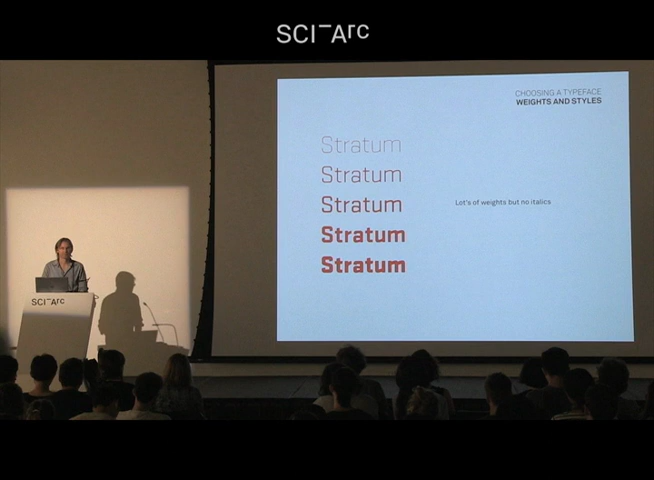 SCI-Arc
CHOOSING A TYPEFACE
WEIGHTS AND STYLES
Stratum
Stratum
Stratum
Stratum
Stratum
Lot's of weights but no italics
SCI-Arc